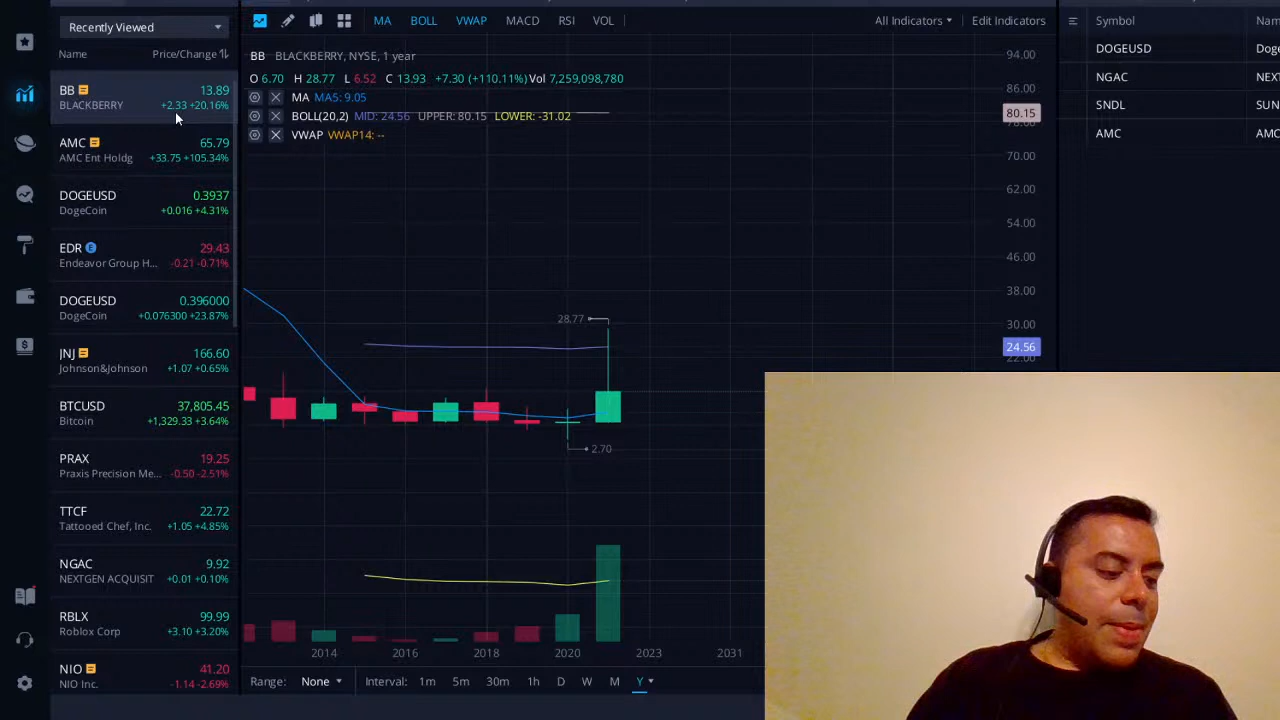 Recently Viewed
Name Price/Change
BB 13.89
BLACKBERRY +2.33 +20.16%
AMC 65.79
AMC Ent Holdg +33.75 +105.34%
DOGEUSD 0.3937
DogeCoin +0.016 +4.31%
EDR E 29.43
Endeavor Group H... -0.21 -0.71%
DOGEUSD 0.396000
DogeCoin +0.076300 +23.87%
JNJ 166.60
Johnson&Johnson +1.07 +0.65%
BTCUSD 37,805.45
Bitcoin +1,329.33 +3.64%
PRAX 19.25
Praxis Precision Me... -0.50 -2.51%
TTCF 22.72
Tattooed Chef, Inc. +1.05 +4.85%
NGAC 9.92
NEXTGEN ACQUISIT +0.01 +0.10%
RBLX 99.99
Roblox Corp +3.10 +3.20%
NIO 41.20
NIO Inc. -1.14 -2.69%
MA BOLL VWAP MACD RSI VOL All Indicators Edit Indicators
BB BLACKBERRY, NYSE, 1 year
O 6.70 H 28.77 L 6.52 C 13.93 +7.30 (+110.11%) Vol 7,259,098,780
MA MA5: 9.05
BOLL(20,2) MID: 24.56 UPPER: 80.15 LOWER: -31.02
VWAP VWAP14: --
94.00
86.00
80.15
70.00
62.00
54.00
46.00
38.00
30.00
24.56
22.00
28.77
2.70
2014 2016 2018 2020 2023 2031
Range: None Interval: 1m 5m 30m 1h D W M Y
Symbol Nam
DOGEUSD Doge
NGAC NEXT
SNDL SUN
AMC AMC